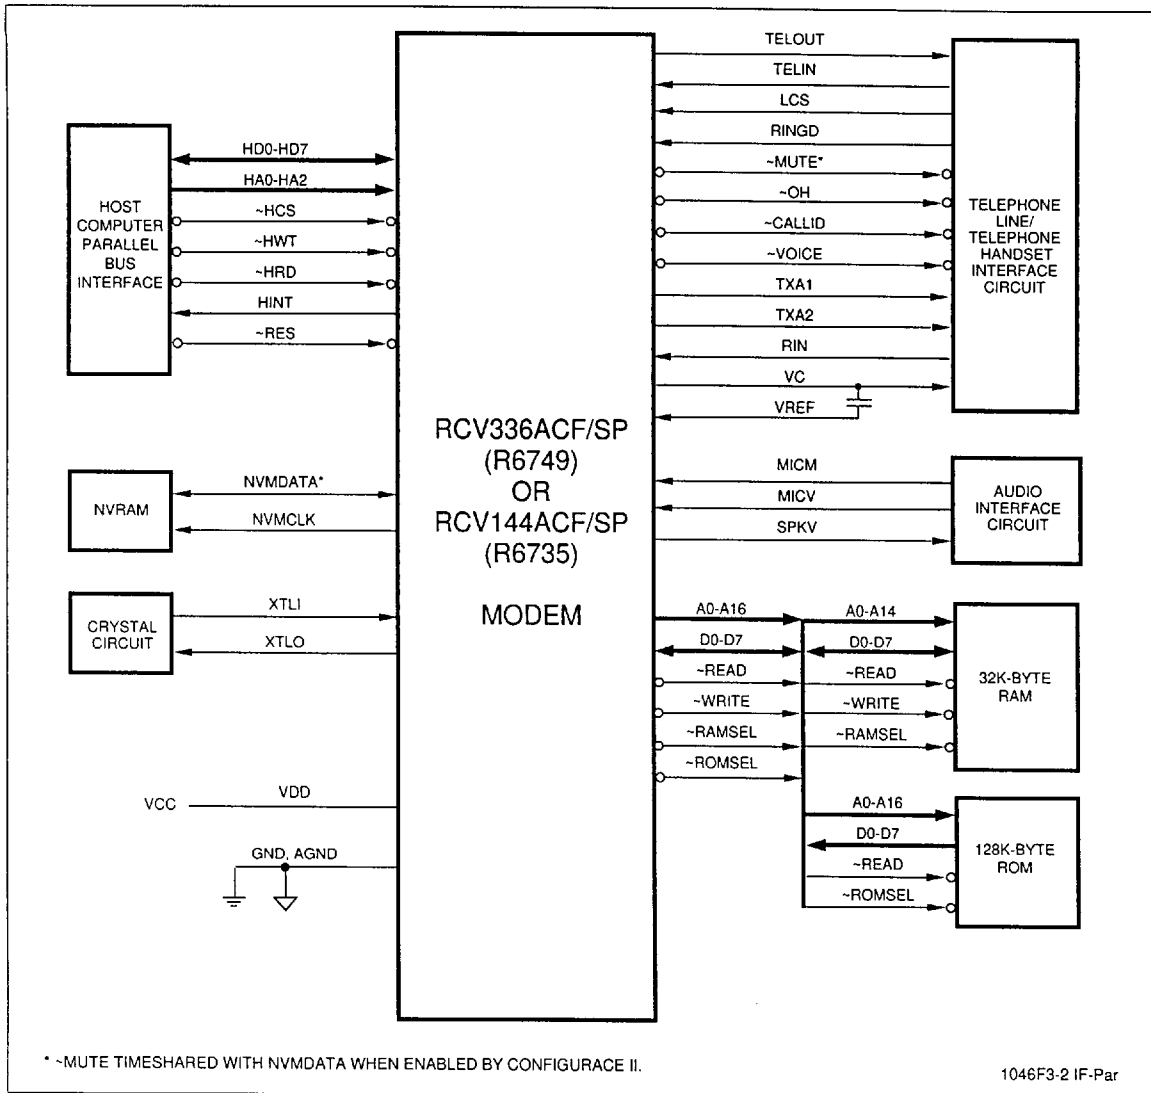 HOST
COMPUTER
PARALLEL
BUS
INTERFACE
HD0-HD7
HA0-HA2
~HCS
~HWT
~HRD
HINT
~RES
NVRAM
NVMDATA*
NVMCLK
CRYSTAL
CIRCUIT
XTLI
XTLO
VCC
VDD
GND, AGND
RCV336ACF/SP
(R6749)
OR
RCV144ACF/SP
(R6735)
MODEM
TELOUT
TELIN
LCS
RINGD
~MUTE*
~OH
~CALLID
~VOICE
TXA1
TXA2
RIN
VC
VREF
TELEPHONE
LINE/
TELEPHONE
HANDSET
INTERFACE
CIRCUIT
MICM
MICV
SPKV
AUDIO
INTERFACE
CIRCUIT
A0-A16
D0-D7
~READ
~WRITE
~RAMSEL
~ROMSEL
A0-A14
D0-D7
~READ
~WRITE
~RAMSEL
32K-BYTE
RAM
A0-A16
D0-D7
~READ
~ROMSEL
128K-BYTE
ROM
* ~MUTE TIMESHARED WITH NVMDATA WHEN ENABLED BY CONFIGURACE II.
1046F3-2 IF-Par